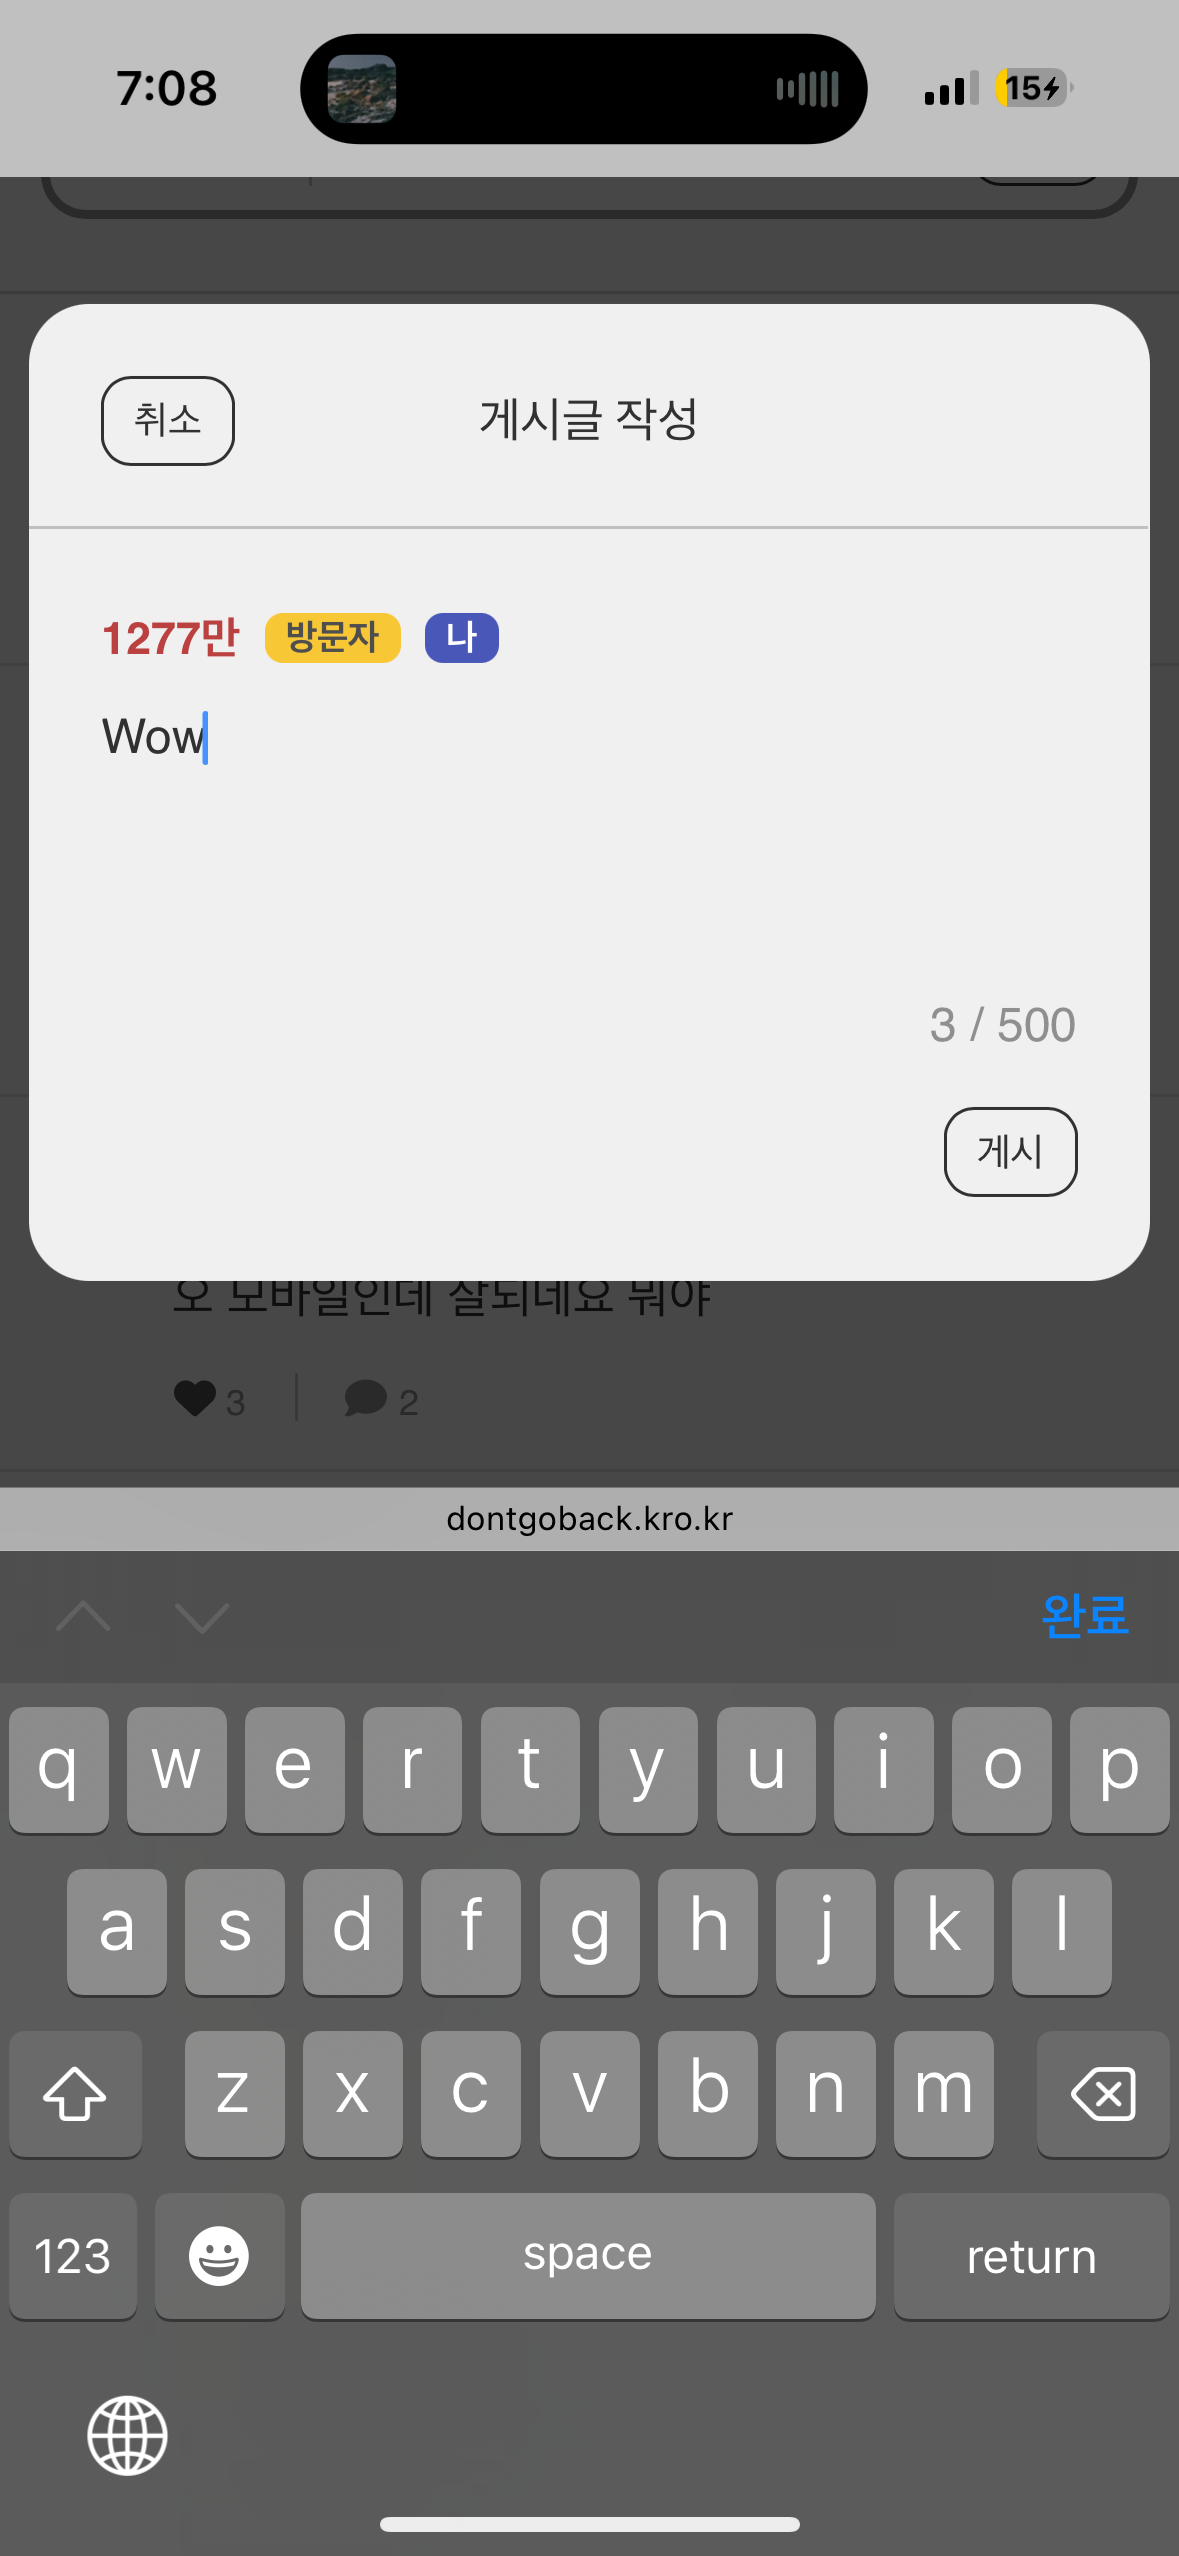 7:08
15
취소
게시글 작성
1277만 방문자 나
Wow
3 / 500
게시
오 모바일인데 잘되네요 뭐야
3 2
dontgoback.kro.kr
완료
q w e r t y u i o p
a s d f g h j k l
z x c v b n m
123 space return